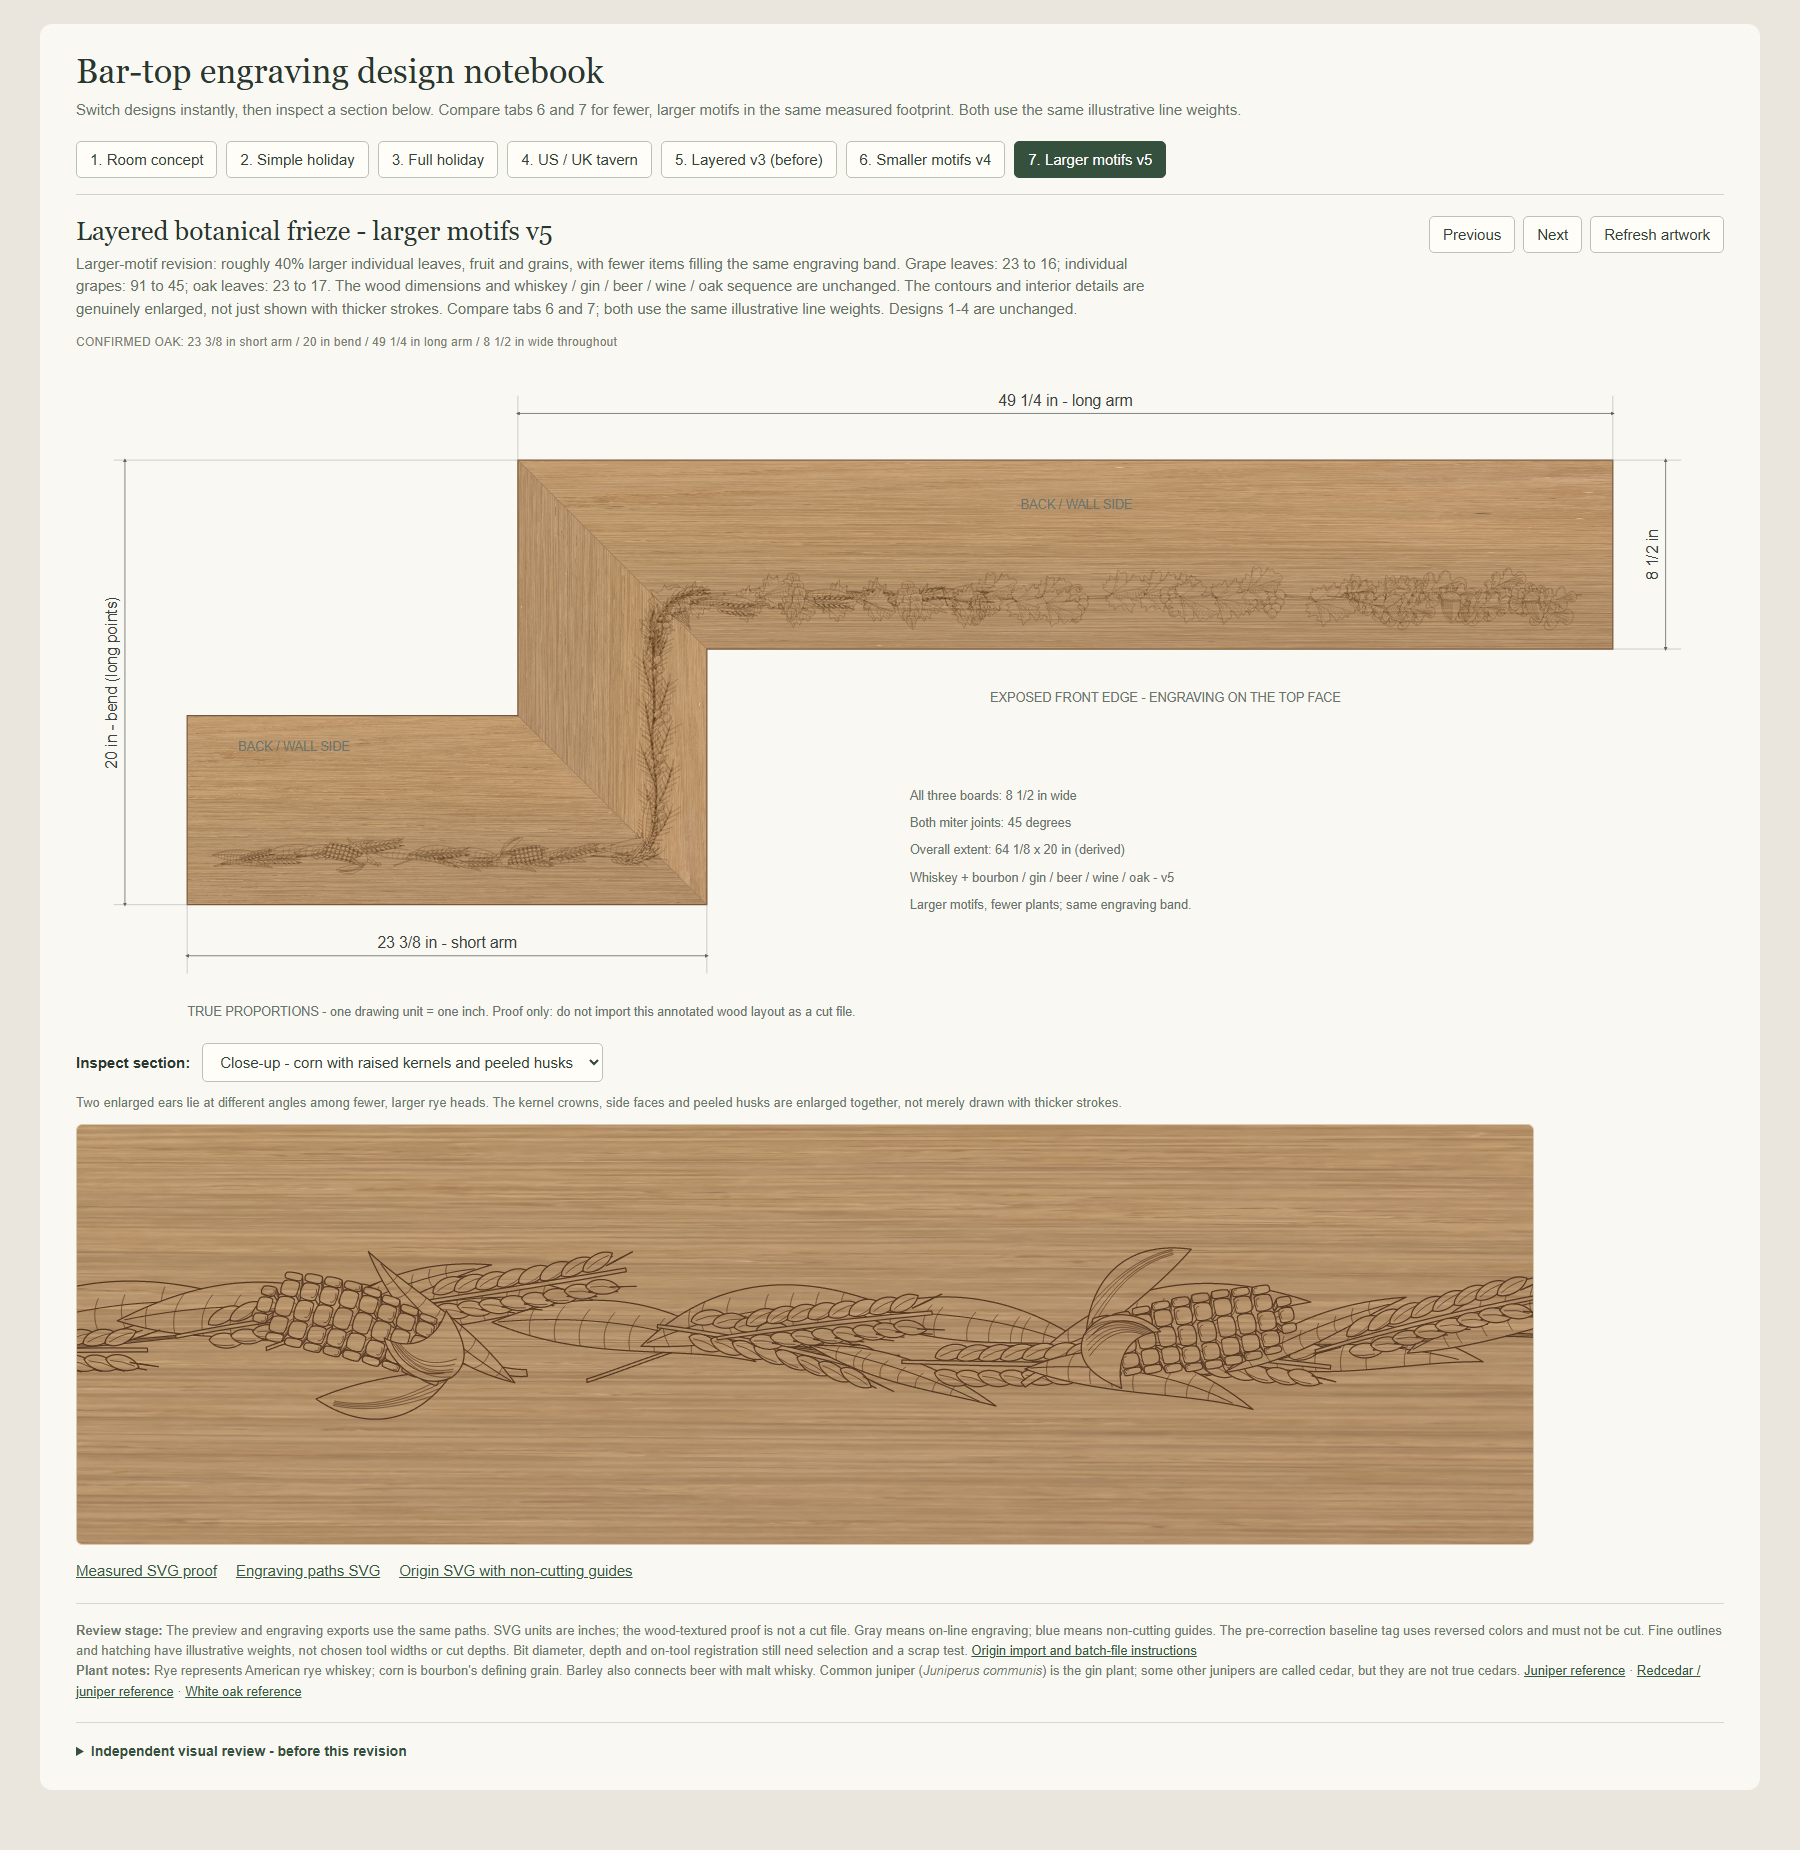 Bar-top engraving design notebook
Switch designs instantly, then inspect a section below. Compare tabs 6 and 7 for fewer, larger motifs in the same measured footprint. Both use the same illustrative line weights.
1. Room concept
2. Simple holiday
3. Full holiday
4. US / UK tavern
5. Layered v3 (before)
6. Smaller motifs v4
7. Larger motifs v5
Layered botanical frieze - larger motifs v5
Previous
Next
Refresh artwork
Larger-motif revision: roughly 40% larger individual leaves, fruit and grains, with fewer items filling the same engraving band. Grape leaves: 23 to 16; individual
grapes: 91 to 45; oak leaves: 23 to 17. The wood dimensions and whiskey / gin / beer / wine / oak sequence are unchanged. The contours and interior details are
genuinely enlarged, not just shown with thicker strokes. Compare tabs 6 and 7; both use the same illustrative line weights. Designs 1-4 are unchanged.
CONFIRMED OAK: 23 3/8 in short arm / 20 in bend / 49 1/4 in long arm / 8 1/2 in wide throughout
49 1/4 in - long arm
BACK / WALL SIDE
8 1/2 in
20 in - bend (long points)
EXPOSED FRONT EDGE - ENGRAVING ON THE TOP FACE
BACK / WALL SIDE
All three boards: 8 1/2 in wide
Both miter joints: 45 degrees
Overall extent: 64 1/8 x 20 in (derived)
Whiskey + bourbon / gin / beer / wine / oak - v5
Larger motifs, fewer plants; same engraving band.
23 3/8 in - short arm
TRUE PROPORTIONS - one drawing unit = one inch. Proof only: do not import this annotated wood layout as a cut file.
Inspect section:
Close-up - corn with raised kernels and peeled husks
Two enlarged ears lie at different angles among fewer, larger rye heads. The kernel crowns, side faces and peeled husks are enlarged together, not merely drawn with thicker strokes.
Measured SVG proof
Engraving paths SVG
Origin SVG with non-cutting guides
Review stage: The preview and engraving exports use the same paths. SVG units are inches; the wood-textured proof is not a cut file. Gray means on-line engraving; blue means non-cutting guides. The pre-correction baseline tag uses reversed colors and must not be cut. Fine outlines
and hatching have illustrative weights, not chosen tool widths or cut depths. Bit diameter, depth and on-tool registration still need selection and a scrap test. Origin import and batch-file instructions
Plant notes: Rye represents American rye whiskey; corn is bourbon's defining grain. Barley also connects beer with malt whisky. Common juniper (Juniperus communis) is the gin plant; some other junipers are called cedar, but they are not true cedars. Juniper reference · Redcedar /
juniper reference · White oak reference
Independent visual review - before this revision